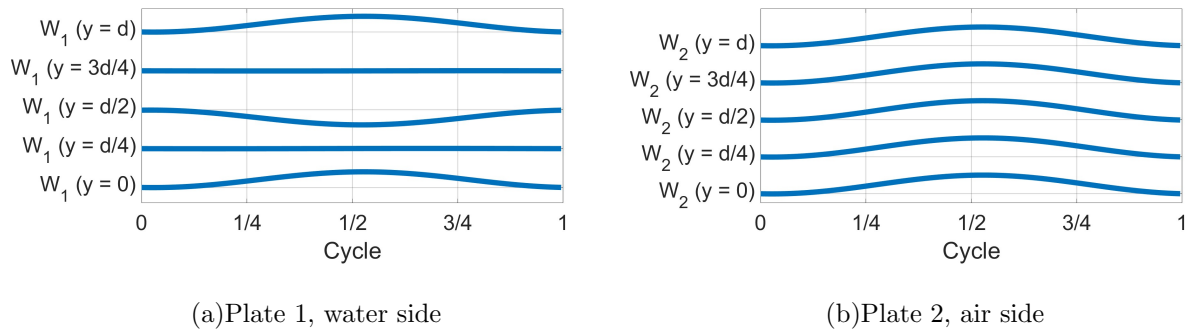 W₁ (y = d)
W₁ (y = 3d/4)
W₁ (y = d/2)
W₁ (y = d/4)
W₁ (y = 0)
0 1/4 1/2 3/4 1
Cycle
(a)Plate 1, water side
W₂ (y = d)
W₂ (y = 3d/4)
W₂ (y = d/2)
W₂ (y = d/4)
W₂ (y = 0)
0 1/4 1/2 3/4 1
Cycle
(b)Plate 2, air side